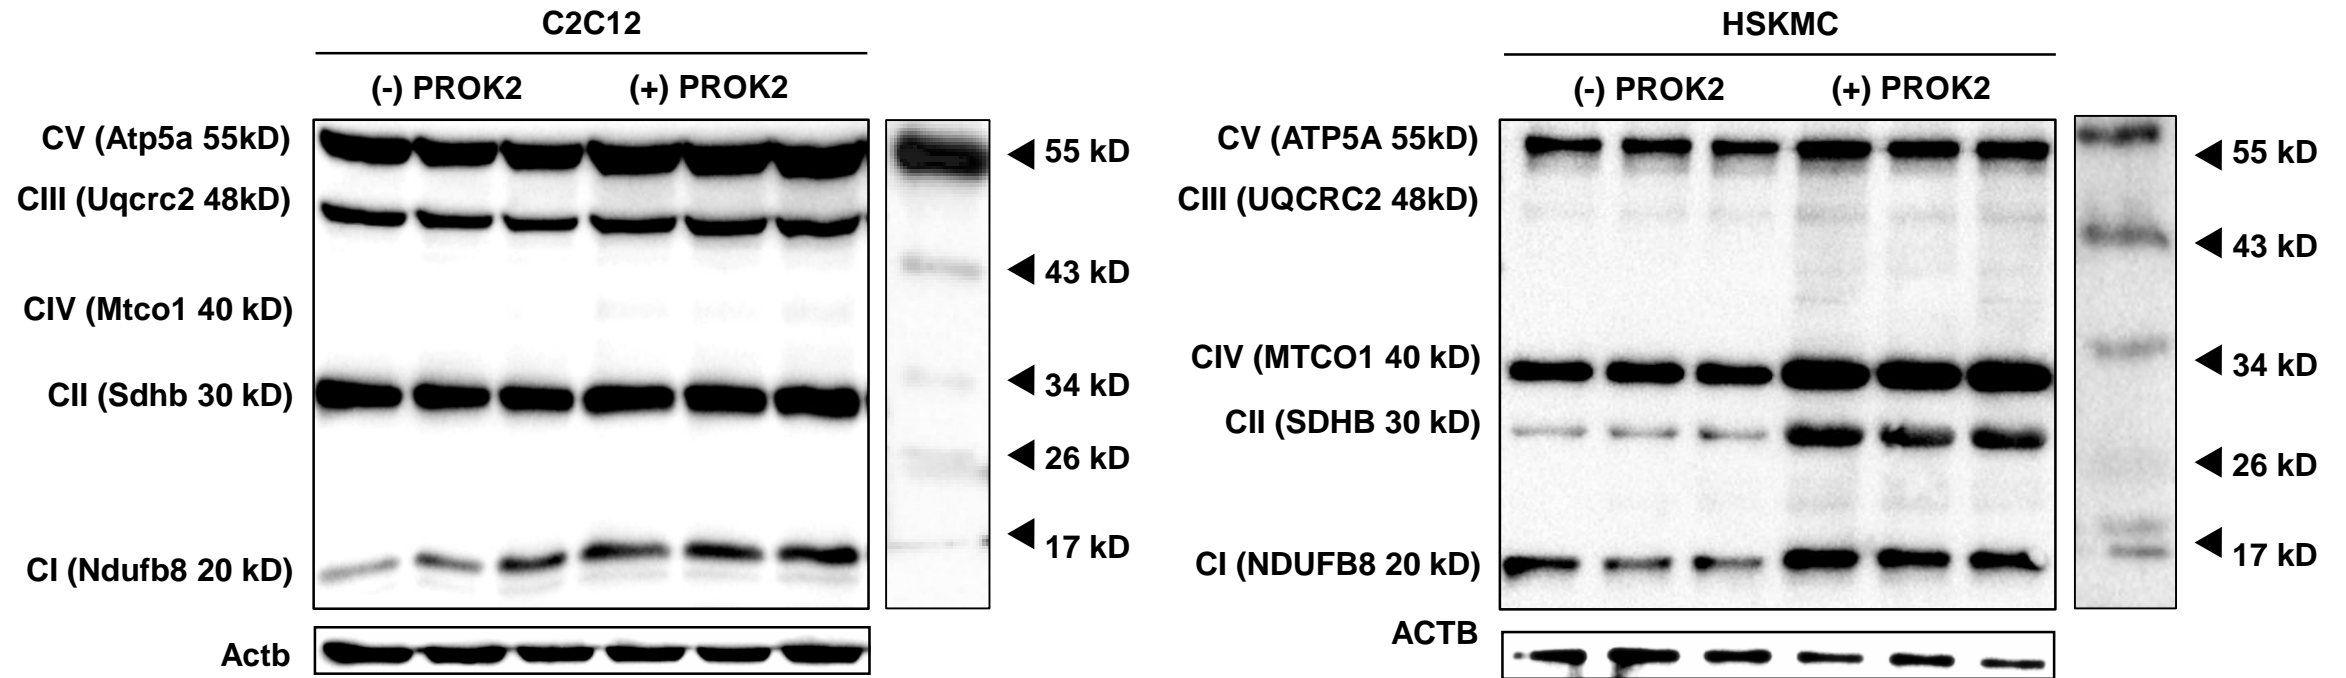 C2C12
(-) PROK2 (+) PROK2
CV (Atp5a 55kD)
CIII (Uqcrc2 48kD)
CIV (Mtco1 40 kD)
CII (Sdhb 30 kD)
CI (Ndufb8 20 kD)
Actb
55 kD
43 kD
34 kD
26 kD
17 kD
HSKMC
(-) PROK2 (+) PROK2
CV (ATP5A 55kD)
CIII (UQCRC2 48kD)
CIV (MTCO1 40 kD)
CII (SDHB 30 kD)
CI (NDUFB8 20 kD)
ACTB
55 kD
43 kD
34 kD
26 kD
17 kD